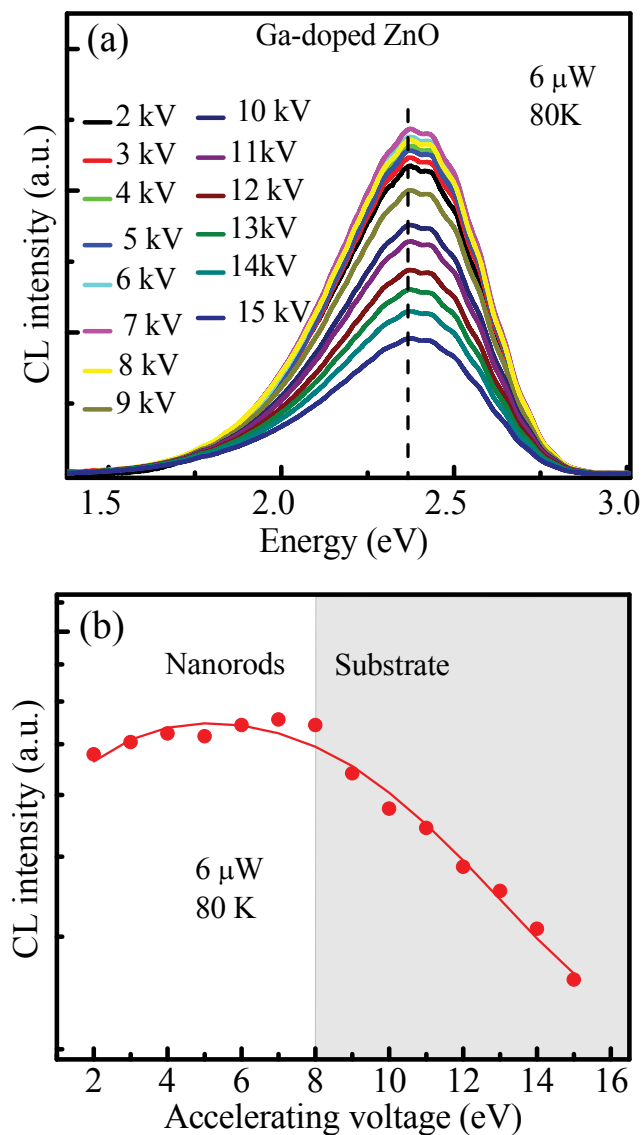 (a)
Ga-doped ZnO
6 μW
80K
2 kV
3 kV
4 kV
5 kV
6 kV
7 kV
8 kV
9 kV
10 kV
11kV
12 kV
13kV
14kV
15 kV
CL intensity (a.u.)
1.5 2.0 2.5 3.0
Energy (eV)
(b)
Nanorods Substrate
6 μW
80 K
CL intensity (a.u.)
2 4 6 8 10 12 14 16
Accelerating voltage (eV)